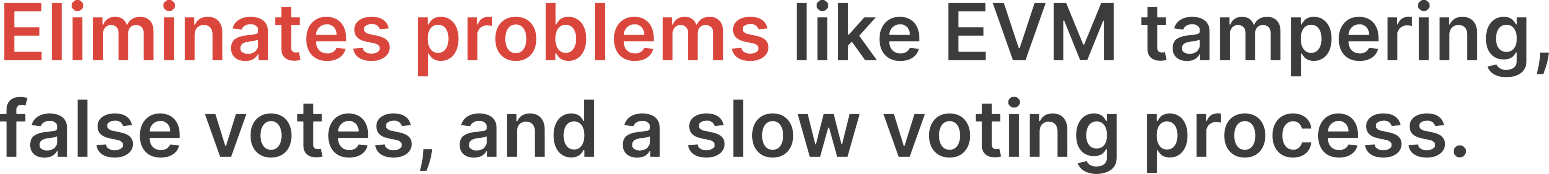 Eliminates problems like EVM tampering,
false votes, and a slow voting process.